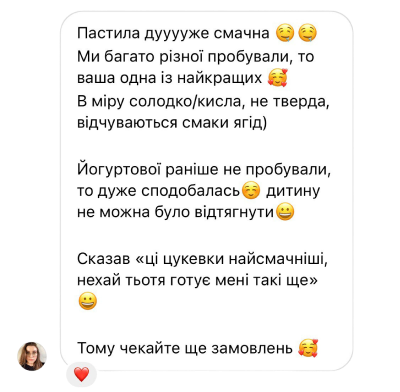 Пастила дууууже смачна 🤤🤤
Ми багато різної пробували, то
ваша одна із найкращих 🥰
В міру солодко/кисла, не тверда,
відчуваються смаки ягід)
Йогуртової раніше не пробували,
то дуже сподобалась☺️ дитину
не можна було відтягнути😀
Сказав «ці цукевки найсмачніші,
нехай тьотя готує мені такі ще»
😀
Тому чекайте ще замовлень 🥰
❤️